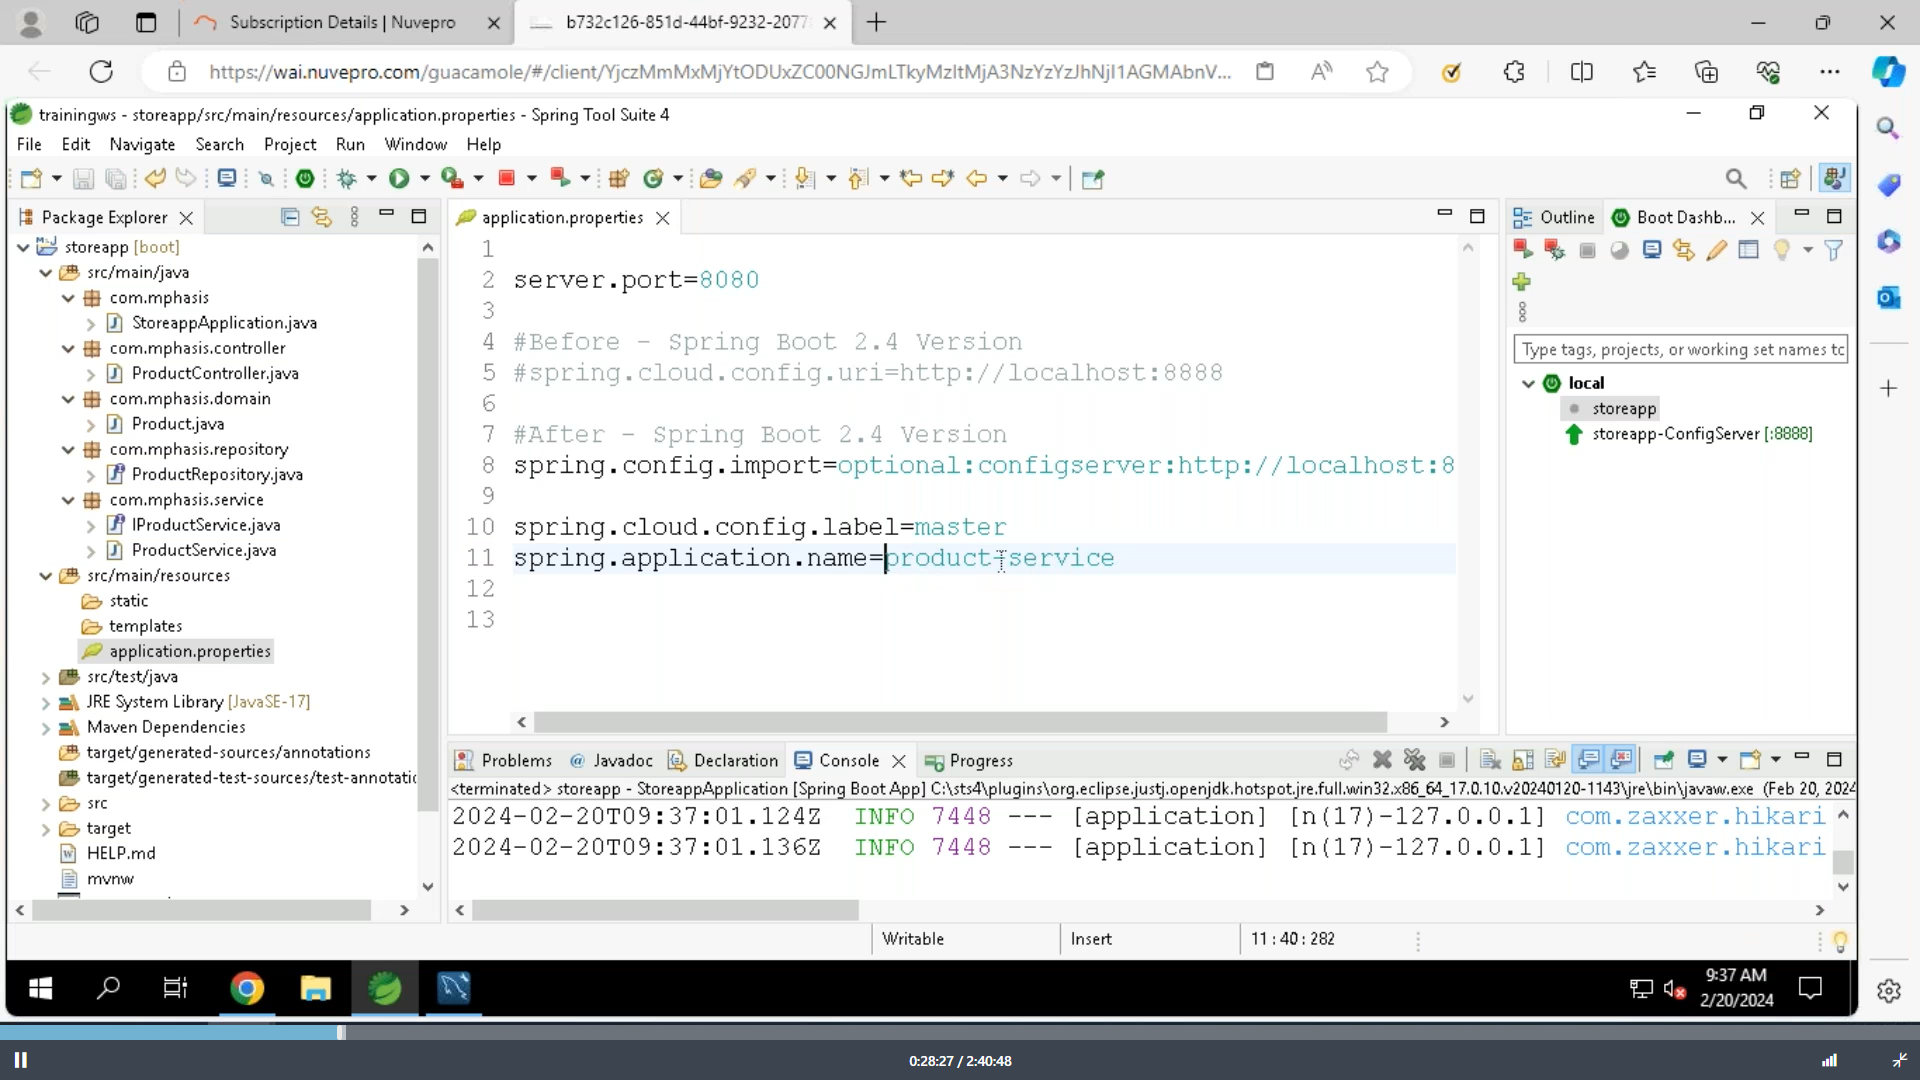 Subscription Details | Nuvepro
b732c126-851d-44bf-9232-2077
https://wai.nuvepro.com/guacamole/#/client/YjczMmMxMjYtODUxZC00NGJmLTkyMzItMjA3NzYzYzJhNjI1AGMAbnV...
trainingws - storeapp/src/main/resources/application.properties - Spring Tool Suite 4
File Edit Navigate Search Project Run Window Help
Package Explorer
storeapp [boot]
src/main/java
com.mphasis
StoreappApplication.java
com.mphasis.controller
ProductController.java
com.mphasis.domain
Product.java
com.mphasis.repository
ProductRepository.java
com.mphasis.service
IProductService.java
ProductService.java
src/main/resources
static
templates
application.properties
src/test/java
JRE System Library [JavaSE-17]
Maven Dependencies
target/generated-sources/annotations
target/generated-test-sources/test-annotatic
src
target
HELP.md
mvnw
application.properties
1
2 server.port=8080
3
4 #Before - Spring Boot 2.4 Version
5 #spring.cloud.config.uri=http://localhost:8888
6
7 #After - Spring Boot 2.4 Version
8 spring.config.import=optional:configserver:http://localhost:8
9
10 spring.cloud.config.label=master
11 spring.application.name=product-service
12
13
Outline Boot Dashb...
Type tags, projects, or working set names tc
local
storeapp
storeapp-ConfigServer [:8888]
Problems @ Javadoc Declaration Console Progress
<terminated> storeapp - StoreappApplication [Spring Boot App] C:\sts4\plugins\org.eclipse.justj.openjdk.hotspot.jre.full.win32.x86_64_17.0.10.v20240120-1143\jre\bin\javaw.exe (Feb 20, 2024
2024-02-20T09:37:01.124Z INFO 7448 --- [application] [n(17)-127.0.0.1] com.zaxxer.hikari
2024-02-20T09:37:01.136Z INFO 7448 --- [application] [n(17)-127.0.0.1] com.zaxxer.hikari
Writable Insert 11 : 40 : 282
9:37 AM
2/20/2024
0:28:27 / 2:40:48